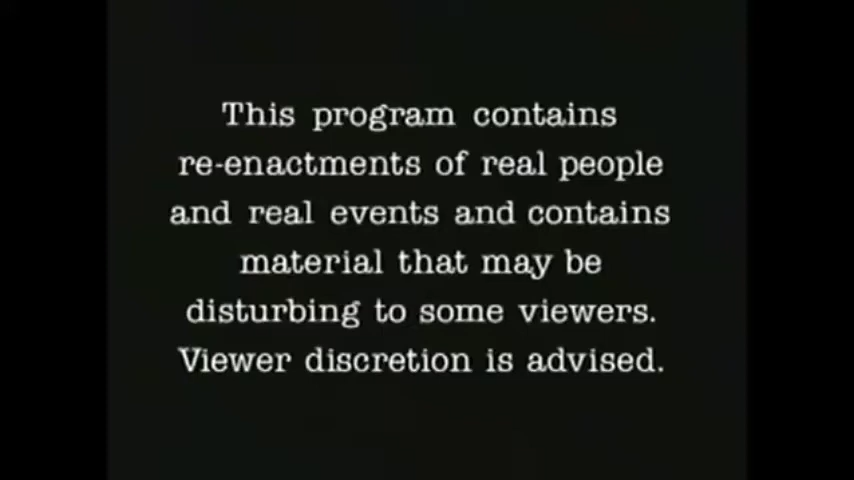 This program contains
re-enactments of real people
and real events and contains
material that may be
disturbing to some viewers.
Viewer discretion is advised.